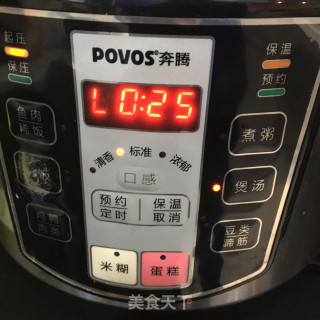 起压
保压
POVOS奔腾
保温
预约
L0:25
清香
标准
浓郁
口感
鱼肉
煮粥
煲汤
预约
定时
保温
取消
豆类
蹄筋
米糊
蛋糕
美食天下